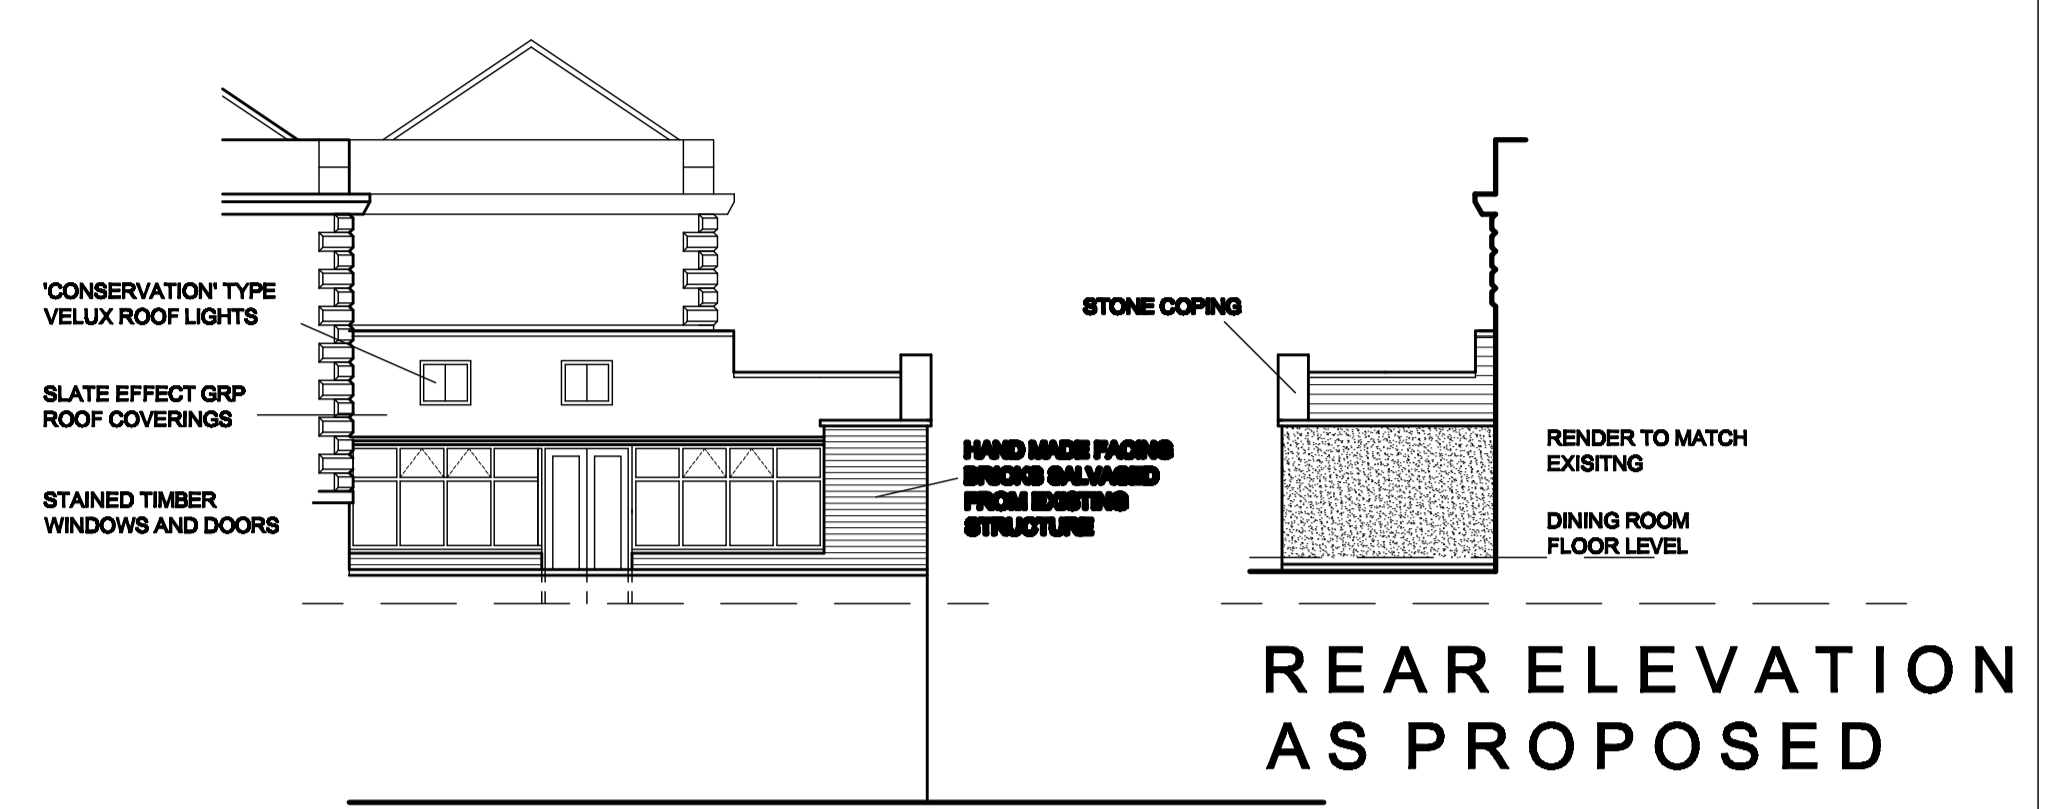 'CONSERVATION' TYPE
VELUX ROOF LIGHTS
SLATE EFFECT GRP
ROOF COVERINGS
STAINED TIMBER
WINDOWS AND DOORS
HAND MADE FACING
BRICKS SALVAGED
FROM EXISTING
STRUCTURE
STONE COPING
RENDER TO MATCH
EXISITNG
DINING ROOM
FLOOR LEVEL
REAR ELEVATION
AS PROPOSED